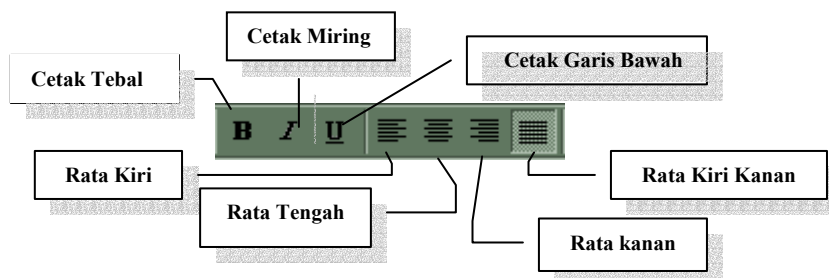 Cetak Miring
Cetak Garis Bawah
Cetak Tebal
B I U
Rata Kiri
Rata Kiri Kanan
Rata Tengah
Rata kanan